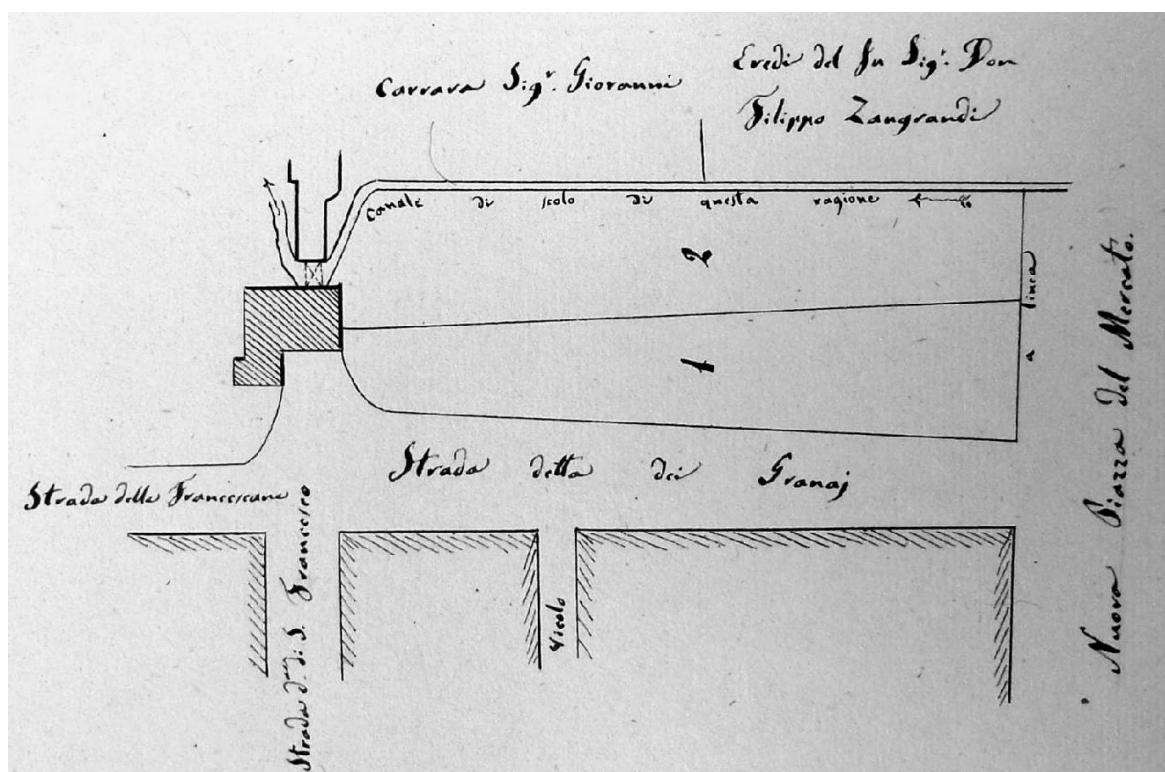 Carrara Sig.r Giovanni
Eredi del fu Sig.r Don
Filippo Zangrandi
Canale di scolo di questa ragione
2
a linea
1
Nuova Piazza del Mercato.
Strada detta dei Granaj
Strada delle Francescane
Strada d.ta di S. Francesco
Vicolo